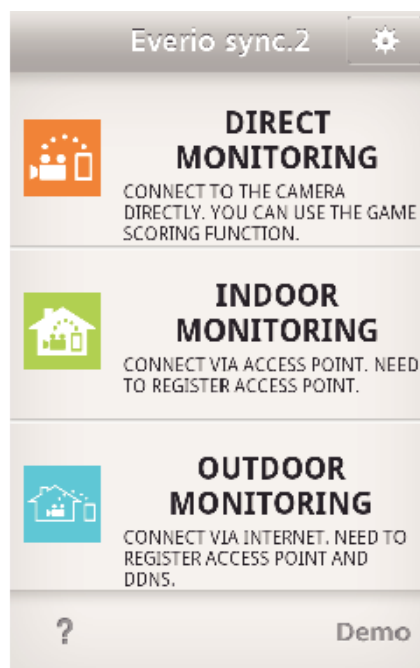 Everio sync.2
DIRECT
MONITORING
CONNECT TO THE CAMERA
DIRECTLY. YOU CAN USE THE GAME
SCORING FUNCTION.
INDOOR
MONITORING
CONNECT VIA ACCESS POINT. NEED
TO REGISTER ACCESS POINT.
OUTDOOR
MONITORING
CONNECT VIA INTERNET. NEED TO
REGISTER ACCESS POINT AND
DDNS.
? Demo